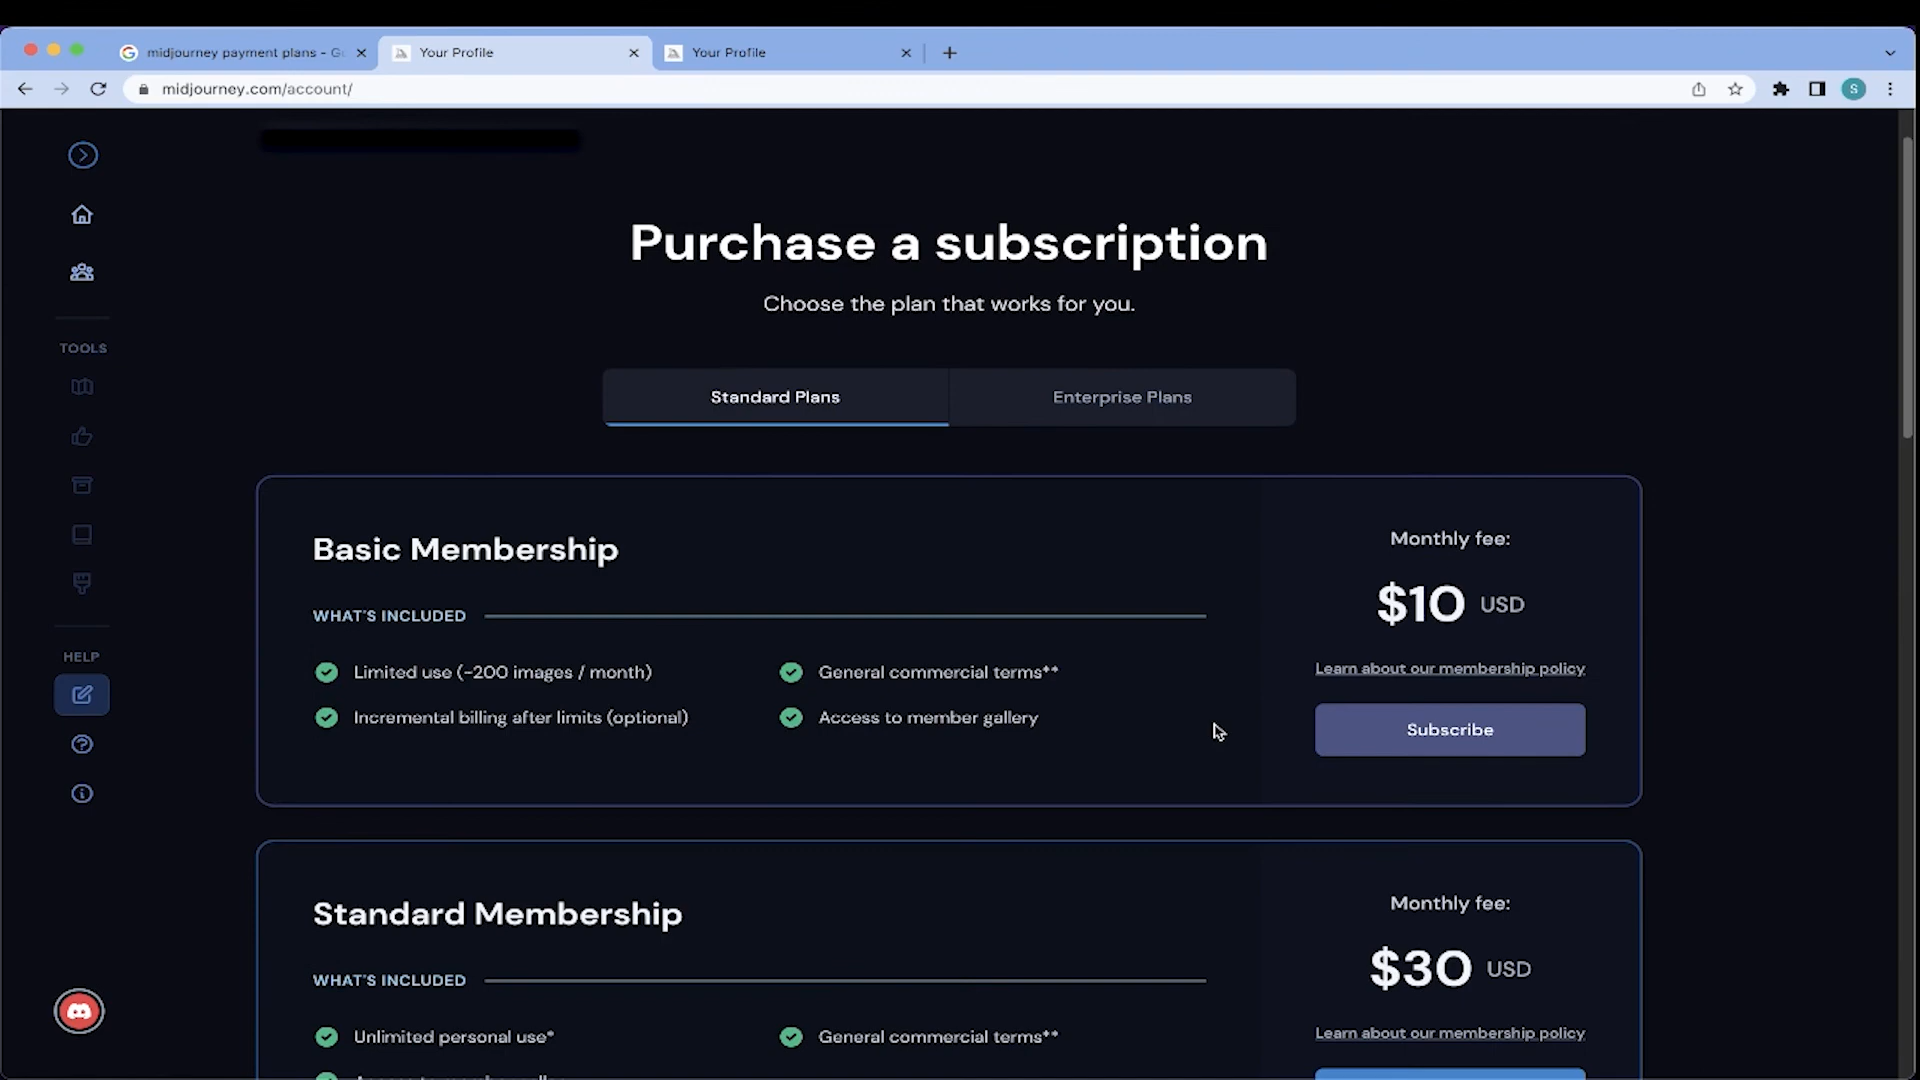 midjourney payment plans - Go
Your Profile
Your Profile
midjourney.com/account/
S
Purchase a subscription
Choose the plan that works for you.
TOOLS
Standard Plans
Enterprise Plans
Basic Membership
Monthly fee:
$10 USD
WHAT'S INCLUDED
HELP
Limited use (~200 images / month)
General commercial terms**
Learn about our membership policy
Incremental billing after limits (optional)
Access to member gallery
Subscribe
Standard Membership
Monthly fee:
$30 USD
WHAT'S INCLUDED
Unlimited personal use*
General commercial terms**
Learn about our membership policy